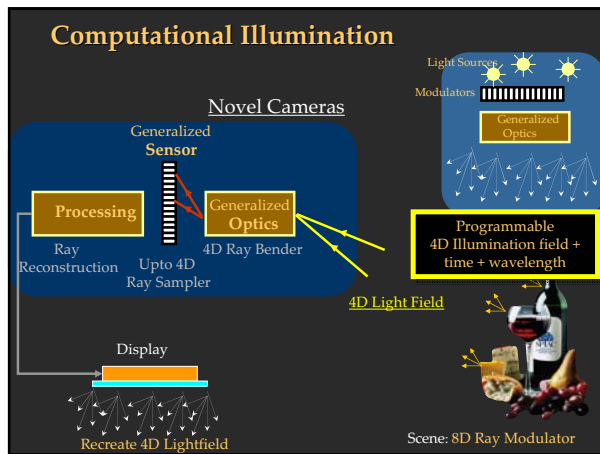 Computational Illumination
Light Sources
Modulators
Generalized
Optics
Novel Cameras
Generalized
Sensor
Processing
Generalized
Optics
Ray
Reconstruction
Upto 4D
Ray Sampler
4D Ray Bender
Programmable
4D Illumination field +
time + wavelength
4D Light Field
Display
Recreate 4D Lightfield
Scene: 8D Ray Modulator